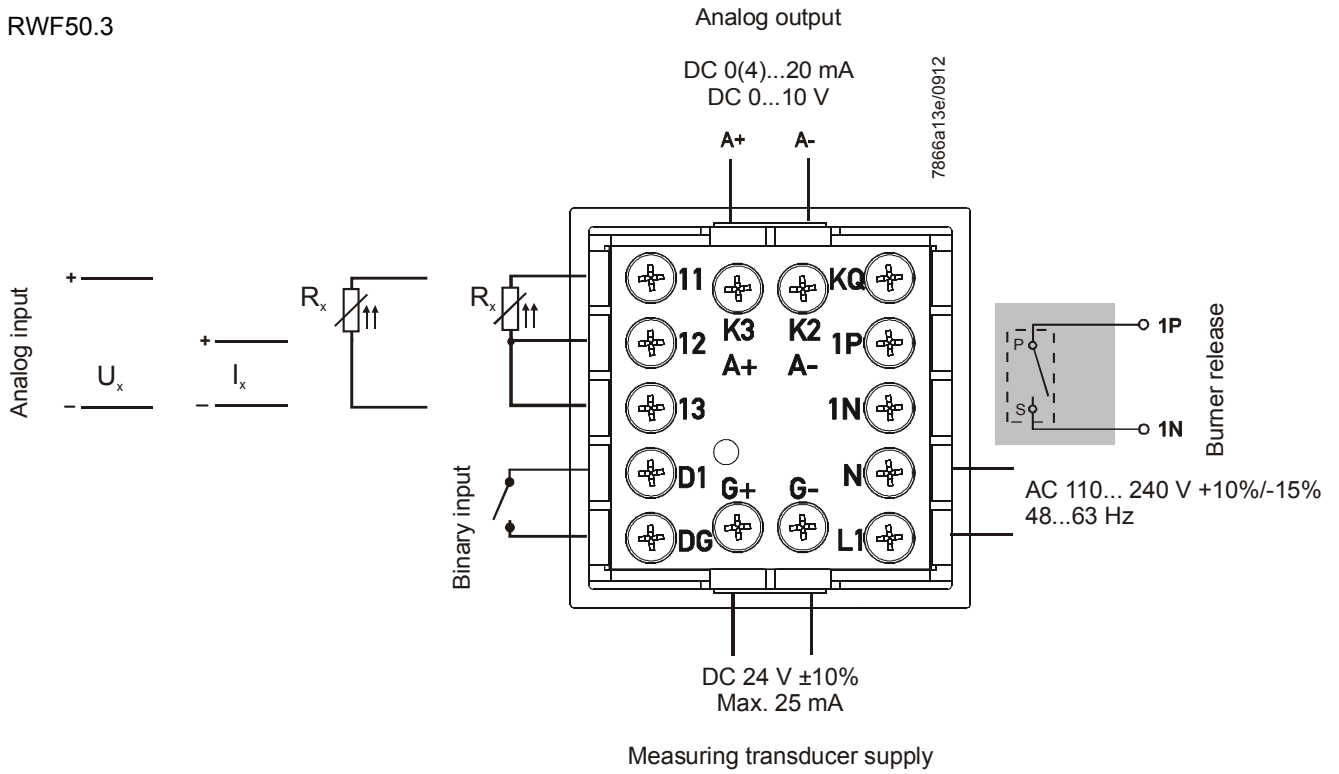 RWF50.3
Analog output
DC 0(4)...20 mA
DC 0...10 V
7866a13e/0912
A+ A-
Analog input
+
U x
–
+
I x
–
R x
R x
11 K3 K2 KQ
12 A+ A- 1P
13 1N
D1 G+ G- N
DG L1
Binary input
P
S
1P
1N
Burner release
AC 110... 240 V +10%/-15%
48...63 Hz
DC 24 V ±10%
Max. 25 mA
Measuring transducer supply